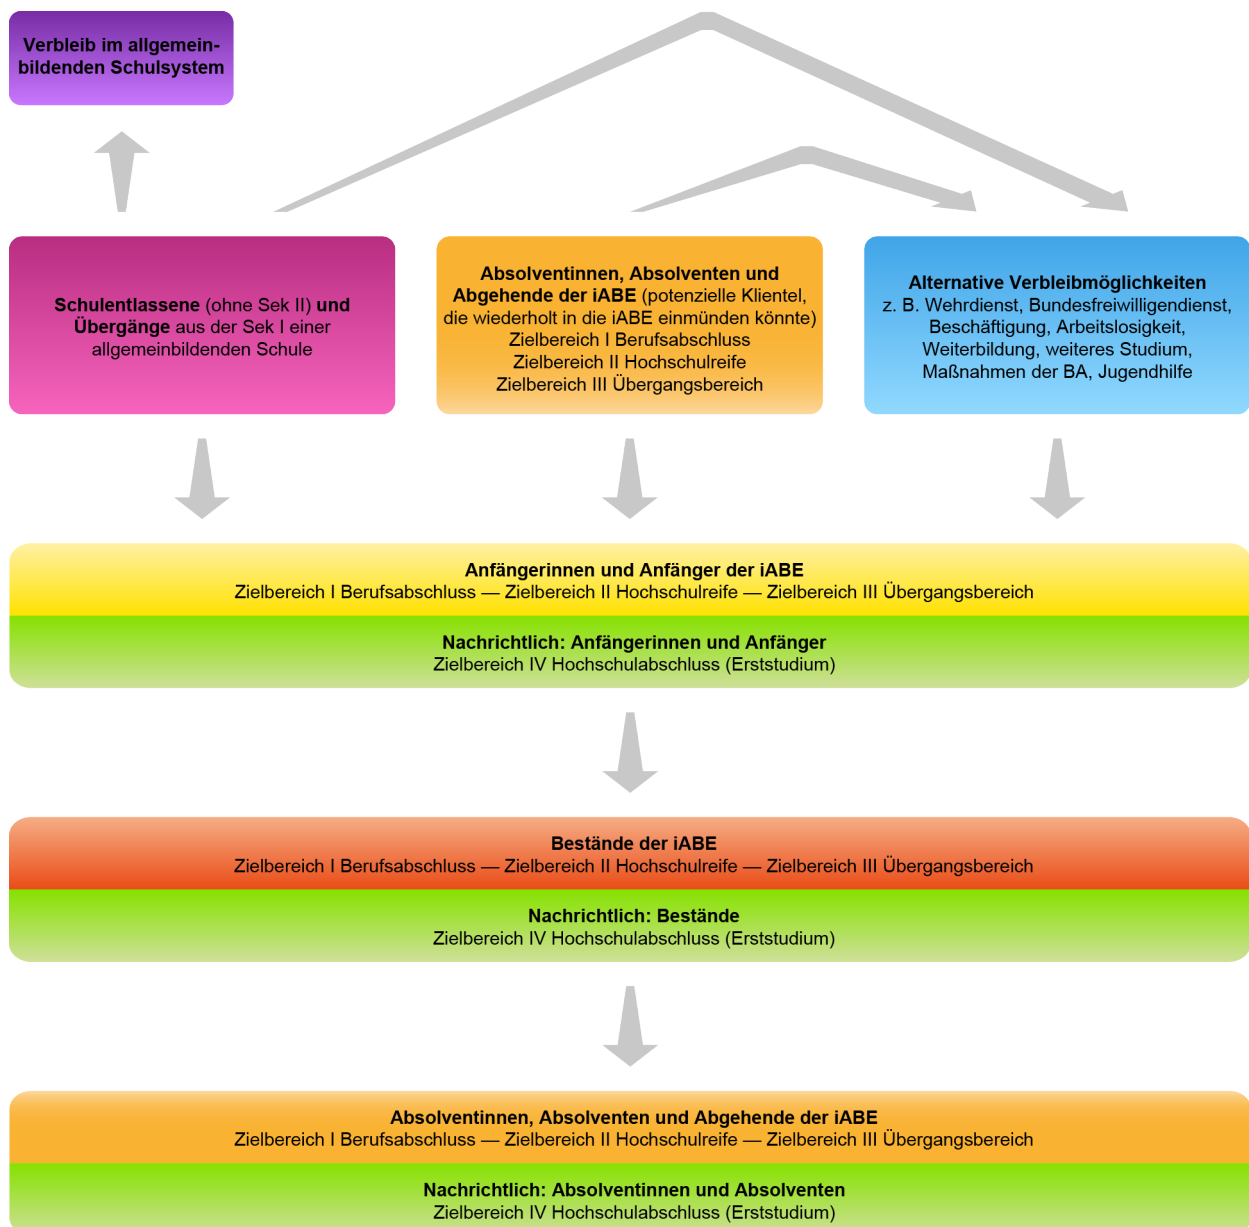 Verbleib im allgemein-
bildenden Schulsystem
Schulentlassene (ohne Sek II) und
Übergänge aus der Sek I einer
allgemeinbildenden Schule
Absolventinnen, Absolventen und
Abgehende der iABE (potenzielle Klientel,
die wiederholt in die iABE einmünden könnte)
Zielbereich I Berufsabschluss
Zielbereich II Hochschulreife
Zielbereich III Übergangsbereich
Alternative Verbleibmöglichkeiten
z. B. Wehrdienst, Bundesfreiwilligendienst,
Beschäftigung, Arbeitslosigkeit,
Weiterbildung, weiteres Studium,
Maßnahmen der BA, Jugendhilfe
Anfängerinnen und Anfänger der iABE
Zielbereich I Berufsabschluss — Zielbereich II Hochschulreife — Zielbereich III Übergangsbereich
Nachrichtlich: Anfängerinnen und Anfänger
Zielbereich IV Hochschulabschluss (Erststudium)
Bestände der iABE
Zielbereich I Berufsabschluss — Zielbereich II Hochschulreife — Zielbereich III Übergangsbereich
Nachrichtlich: Bestände
Zielbereich IV Hochschulabschluss (Erststudium)
Absolventinnen, Absolventen und Abgehende der iABE
Zielbereich I Berufsabschluss — Zielbereich II Hochschulreife — Zielbereich III Übergangsbereich
Nachrichtlich: Absolventinnen und Absolventen
Zielbereich IV Hochschulabschluss (Erststudium)